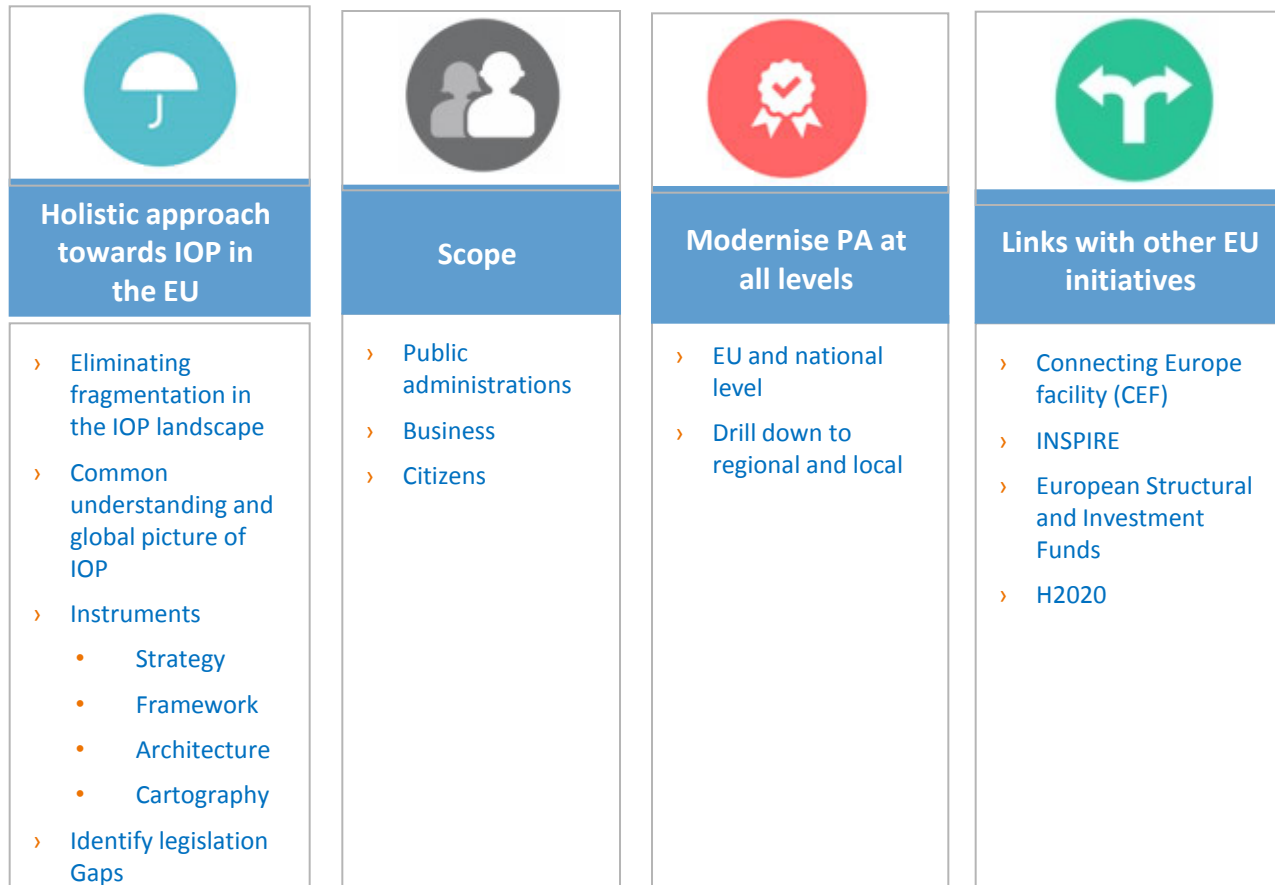 Holistic approach
towards IOP in
the EU
› Eliminating
fragmentation in
the IOP landscape
› Common
understanding and
global picture of
IOP
› Instruments
• Strategy
• Framework
• Architecture
• Cartography
› Identify legislation
Gaps
Scope
› Public
administrations
› Business
› Citizens
Modernise PA at
all levels
› EU and national
level
› Drill down to
regional and local
Links with other EU
initiatives
› Connecting Europe
facility (CEF)
› INSPIRE
› European Structural
and Investment
Funds
› H2020